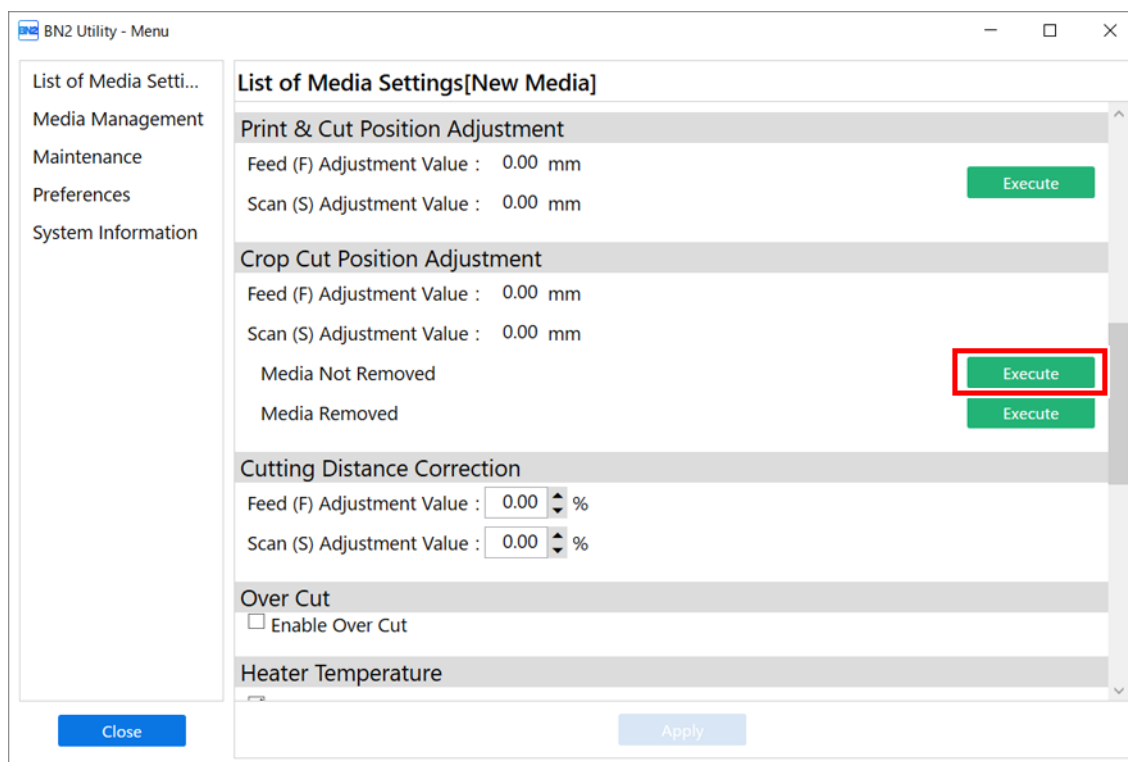 BN2 BN2 Utility - Menu
List of Media Setti...
Media Management
Maintenance
Preferences
System Information
Close
List of Media Settings[New Media]
Print & Cut Position Adjustment
Feed (F) Adjustment Value : 0.00 mm
Execute
Scan (S) Adjustment Value : 0.00 mm
Crop Cut Position Adjustment
Feed (F) Adjustment Value : 0.00 mm
Scan (S) Adjustment Value : 0.00 mm
Media Not Removed Execute
Media Removed Execute
Cutting Distance Correction
Feed (F) Adjustment Value : 0.00 %
Scan (S) Adjustment Value : 0.00 %
Over Cut
Enable Over Cut
Heater Temperature
Apply